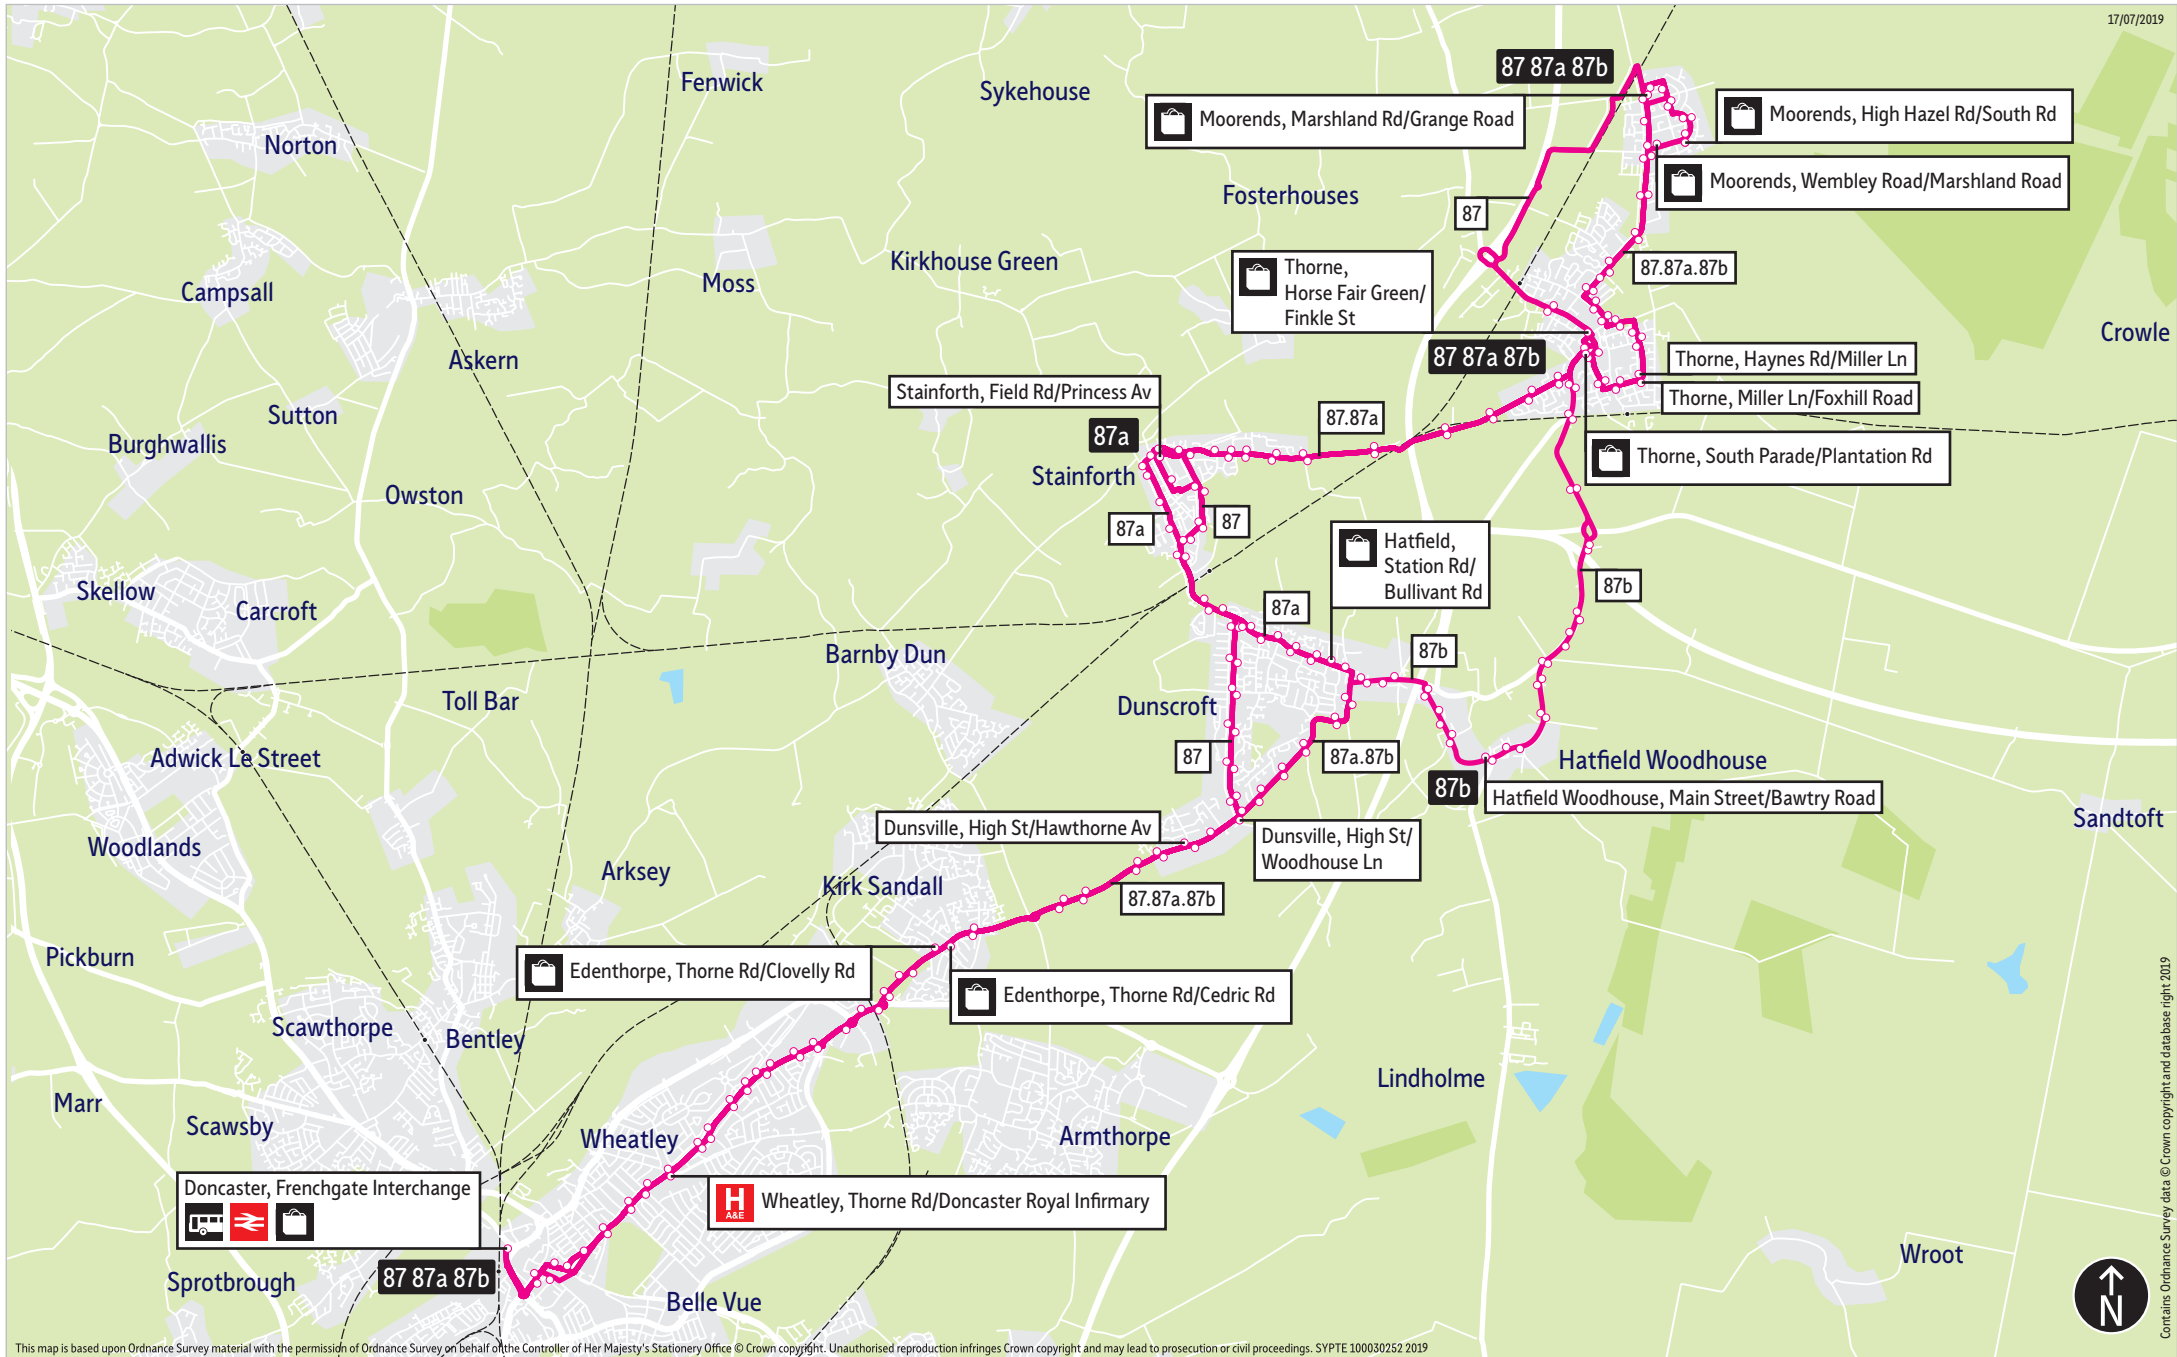 17/07/2019
87 87a 87b
Fenwick
Sykehouse
Moorends, Marshland Rd/Grange Road
Moorends, High Hazel Rd/South Rd
Norton
Moorends, Wembley Road/Marshland Road
Fosterhouses
87
Kirkhouse Green
Thorne,
Horse Fair Green/
Finkle St
87.87a.87b
Moss
Campsall
Crowle
87 87a 87b
Thorne, Haynes Rd/Miller Ln
Askern
Stainforth, Field Rd/Princess Av
Thorne, Miller Ln/Foxhill Road
Sutton
87.87a
87a
Burghwallis
Thorne, South Parade/Plantation Rd
Stainforth
Owston
87a
87
Hatfield,
Station Rd/
Bullivant Rd
87b
Skellow
Carcroft
87a
87b
Barnby Dun
Toll Bar
Dunscroft
87
87a.87b
Adwick Le Street
Hatfield Woodhouse
87b
Hatfield Woodhouse, Main Street/Bawtry Road
Sandtoft
Dunsville, High St/Hawthorne Av
Dunsville, High St/
Woodhouse Ln
Woodlands
Arksey
Kirk Sandall
87.87a.87b
Pickburn
Edenthorpe, Thorne Rd/Clovelly Rd
Edenthorpe, Thorne Rd/Cedric Rd
Scawthorpe
Bentley
Lindholme
Marr
Scawsby
Wheatley
Armthorpe
Doncaster, Frenchgate Interchange
H
A&E
Wheatley, Thorne Rd/Doncaster Royal Infirmary
Wroot
Sprotbrough
87 87a 87b
Belle Vue
N
This map is based upon Ordnance Survey material with the permission of Ordnance Survey on behalf of the Controller of Her Majesty's Stationery Office © Crown copyright. Unauthorised reproduction infringes Crown copyright and may lead to prosecution or civil proceedings. SYPTE 100030252 2019
Contains Ordnance Survey data © Crown copyright and database right 2019